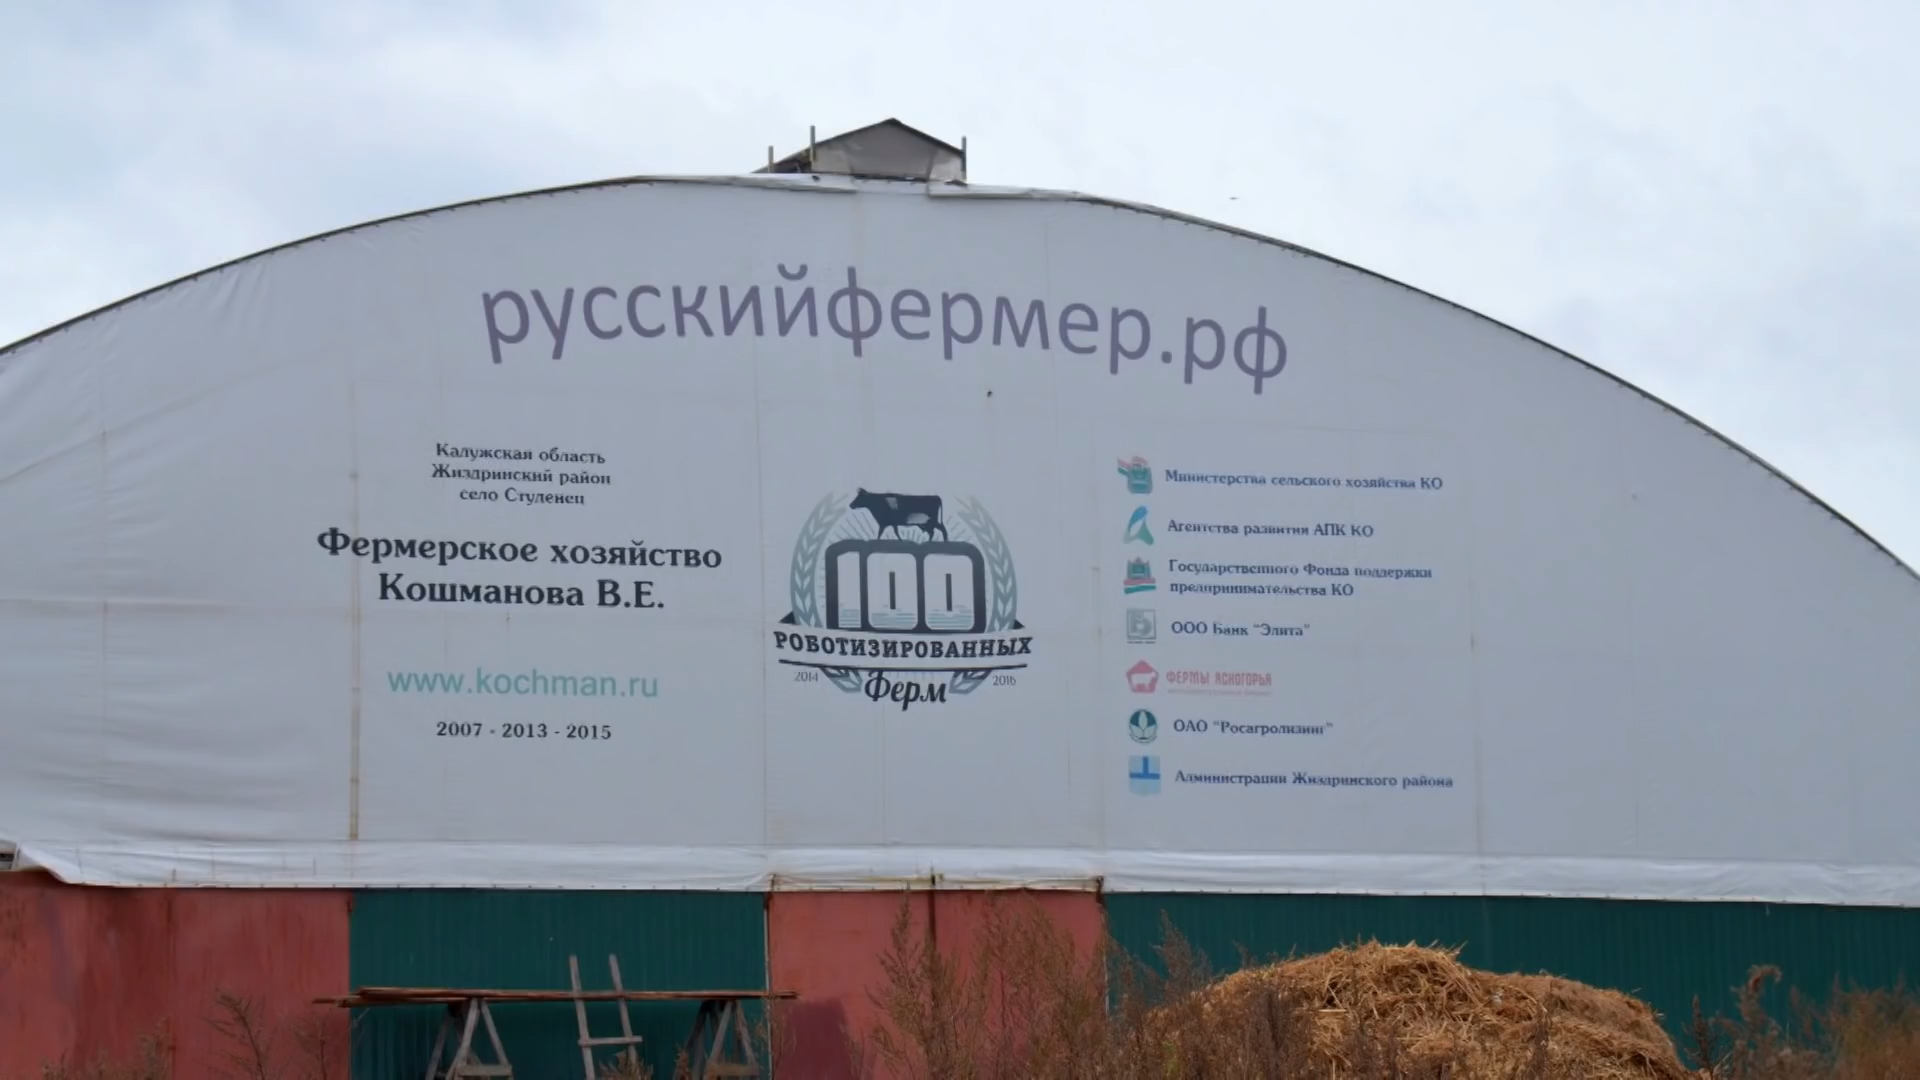 русскийфермер.рф
Калужская область
Жиздринский район
село Студенец
Фермерское хозяйство
Кошманова В.Е.
www.kochman.ru
2007 - 2013 - 2015
100
РОБОТИЗИРОВАННЫХ
2014 Ферм 2016
Министерства сельского хозяйства КО
Агентства развития АПК КО
Государственного Фонда поддержки
предпринимательства КО
ООО Банк "Элита"
ФЕРМЫ ЯСНОГОРЬЯ
ОАО "Росагролизинг"
Администрации Жиздринского района